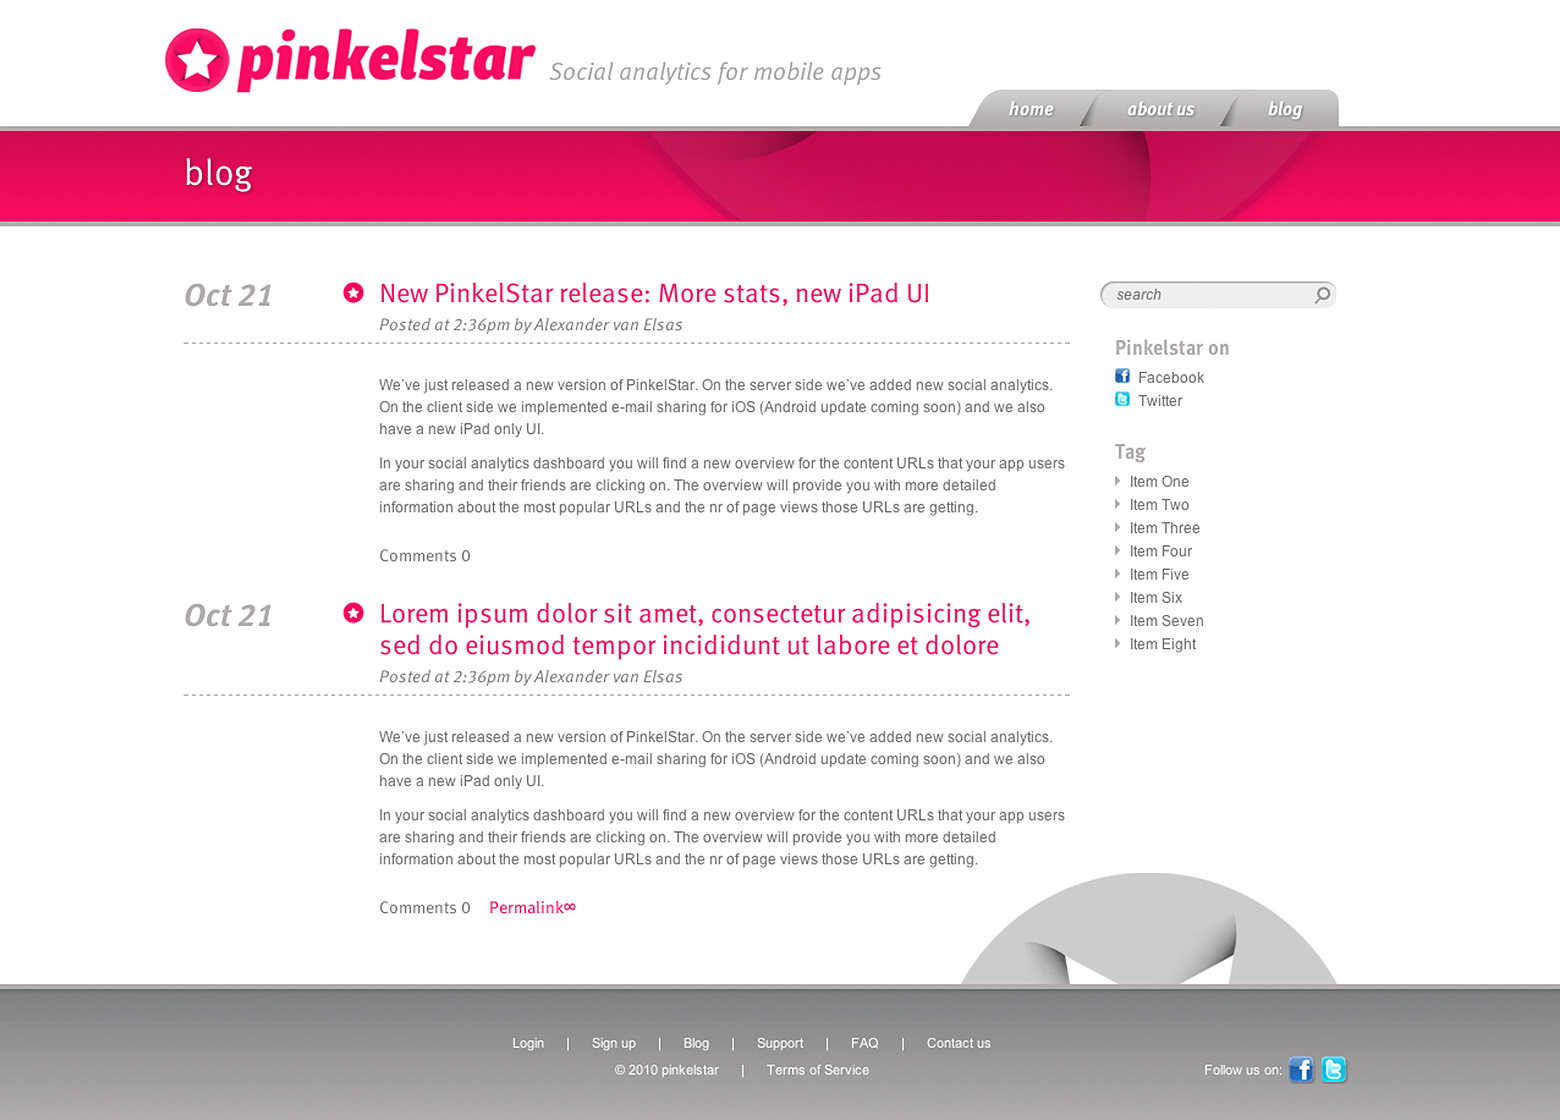 pinkelstar Social analytics for mobile apps
home about us blog
blog
Oct 21 New PinkelStar release: More stats, new iPad UI
Posted at 2:36pm by Alexander van Elsas
We've just released a new version of PinkelStar. On the server side we've added new social analytics.
On the client side we implemented e-mail sharing for iOS (Android update coming soon) and we also
have a new iPad only UI.
In your social analytics dashboard you will find a new overview for the content URLs that your app users
are sharing and their friends are clicking on. The overview will provide you with more detailed
information about the most popular URLs and the nr of page views those URLs are getting.
Comments 0
Oct 21 Lorem ipsum dolor sit amet, consectetur adipisicing elit,
sed do eiusmod tempor incididunt ut labore et dolore
Posted at 2:36pm by Alexander van Elsas
We've just released a new version of PinkelStar. On the server side we've added new social analytics.
On the client side we implemented e-mail sharing for iOS (Android update coming soon) and we also
have a new iPad only UI.
In your social analytics dashboard you will find a new overview for the content URLs that your app users
are sharing and their friends are clicking on. The overview will provide you with more detailed
information about the most popular URLs and the nr of page views those URLs are getting.
Comments 0 Permalink∞
search
Pinkelstar on
Facebook
Twitter
Tag
Item One
Item Two
Item Three
Item Four
Item Five
Item Six
Item Seven
Item Eight
Login | Sign up | Blog | Support | FAQ | Contact us
© 2010 pinkelstar | Terms of Service
Follow us on: